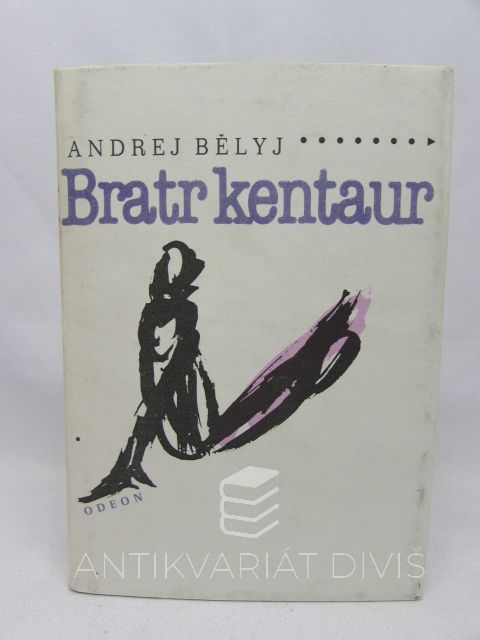 ANDREJ BĚLYJ
Bratr kentaur
ODEON
ANTIKVARIÁT DIVIŠ